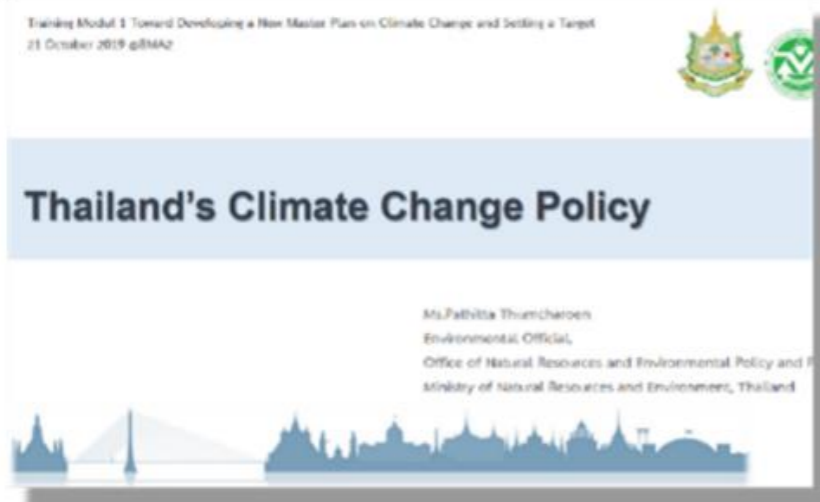 Training Modul 1 Toward Developing a New Master Plan on Climate Change and Setting a Target
21 October 2019 @BMA2
Thailand's Climate Change Policy
Ms.Pathitta
Environmental Official,
Office of Natural Resources and Environmental Policy and
Ministry of Natural Resources and Environment, Thailand